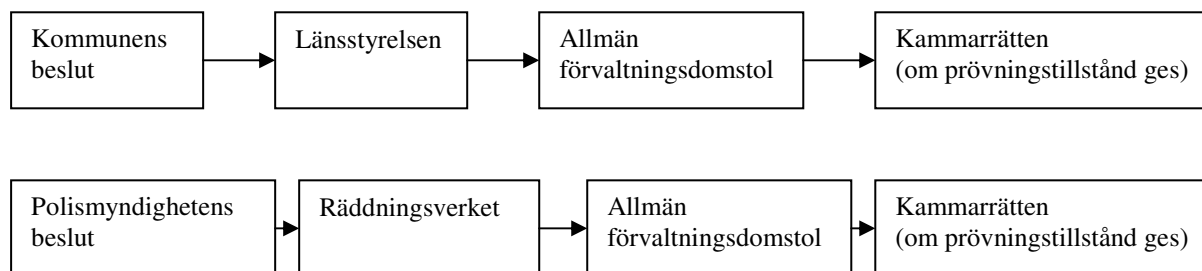 Kommunens
beslut
Länsstyrelsen
Allmän
förvaltningsdomstol
Kammarrätten
(om prövningstillstånd ges)
Polismyndighetens
beslut
Räddningsverket
Allmän
förvaltningsdomstol
Kammarrätten
(om prövningstillstånd ges)